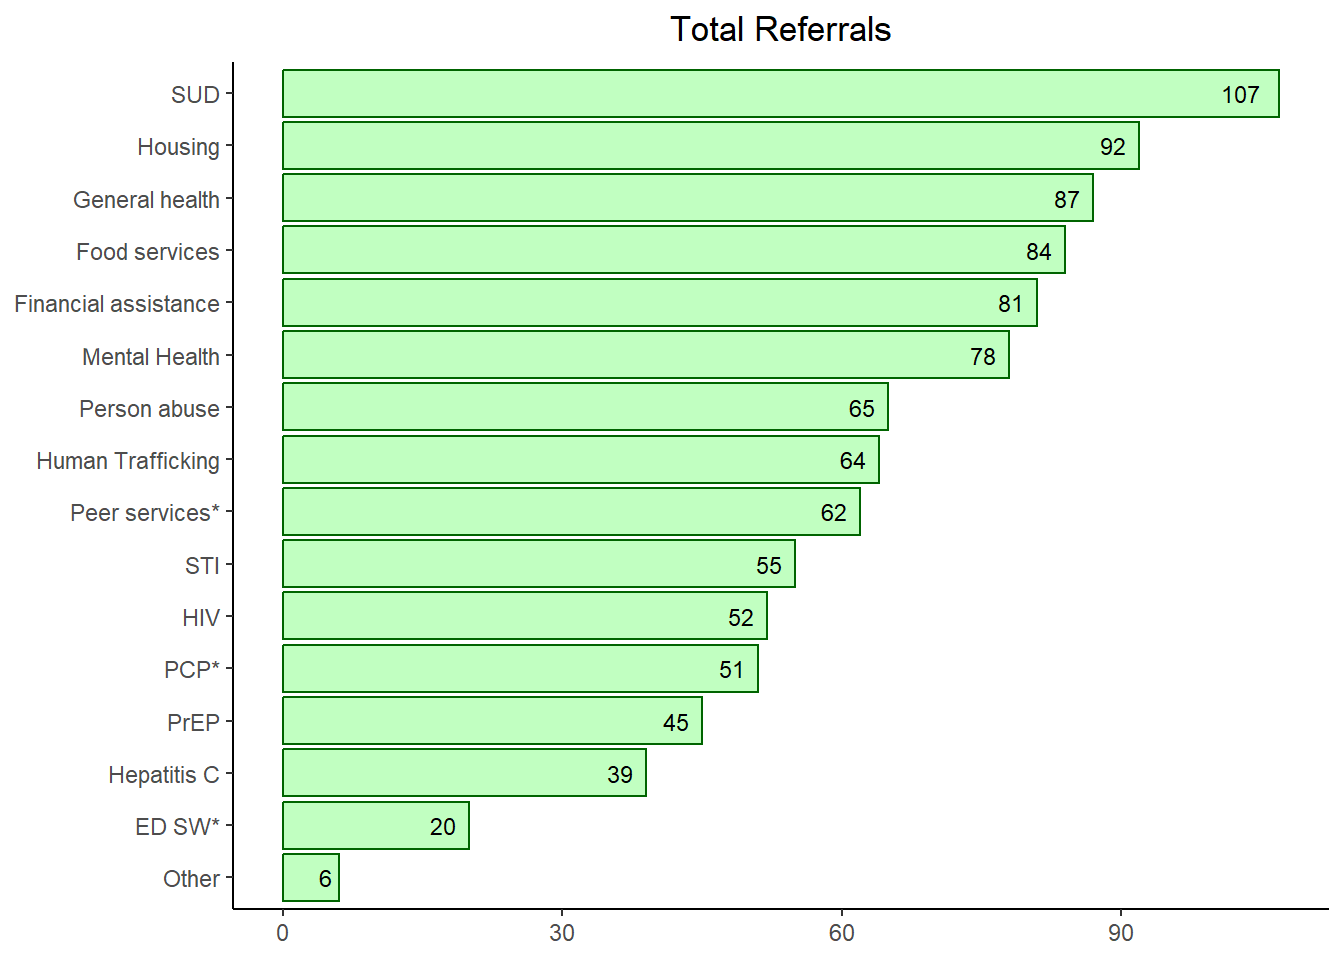 Total Referrals
SUD 107
Housing 92
General health 87
Food services 84
Financial assistance 81
Mental Health 78
Person abuse 65
Human Trafficking 64
Peer services* 62
STI 55
HIV 52
PCP* 51
PrEP 45
Hepatitis C 39
ED SW* 20
Other 6
0 30 60 90